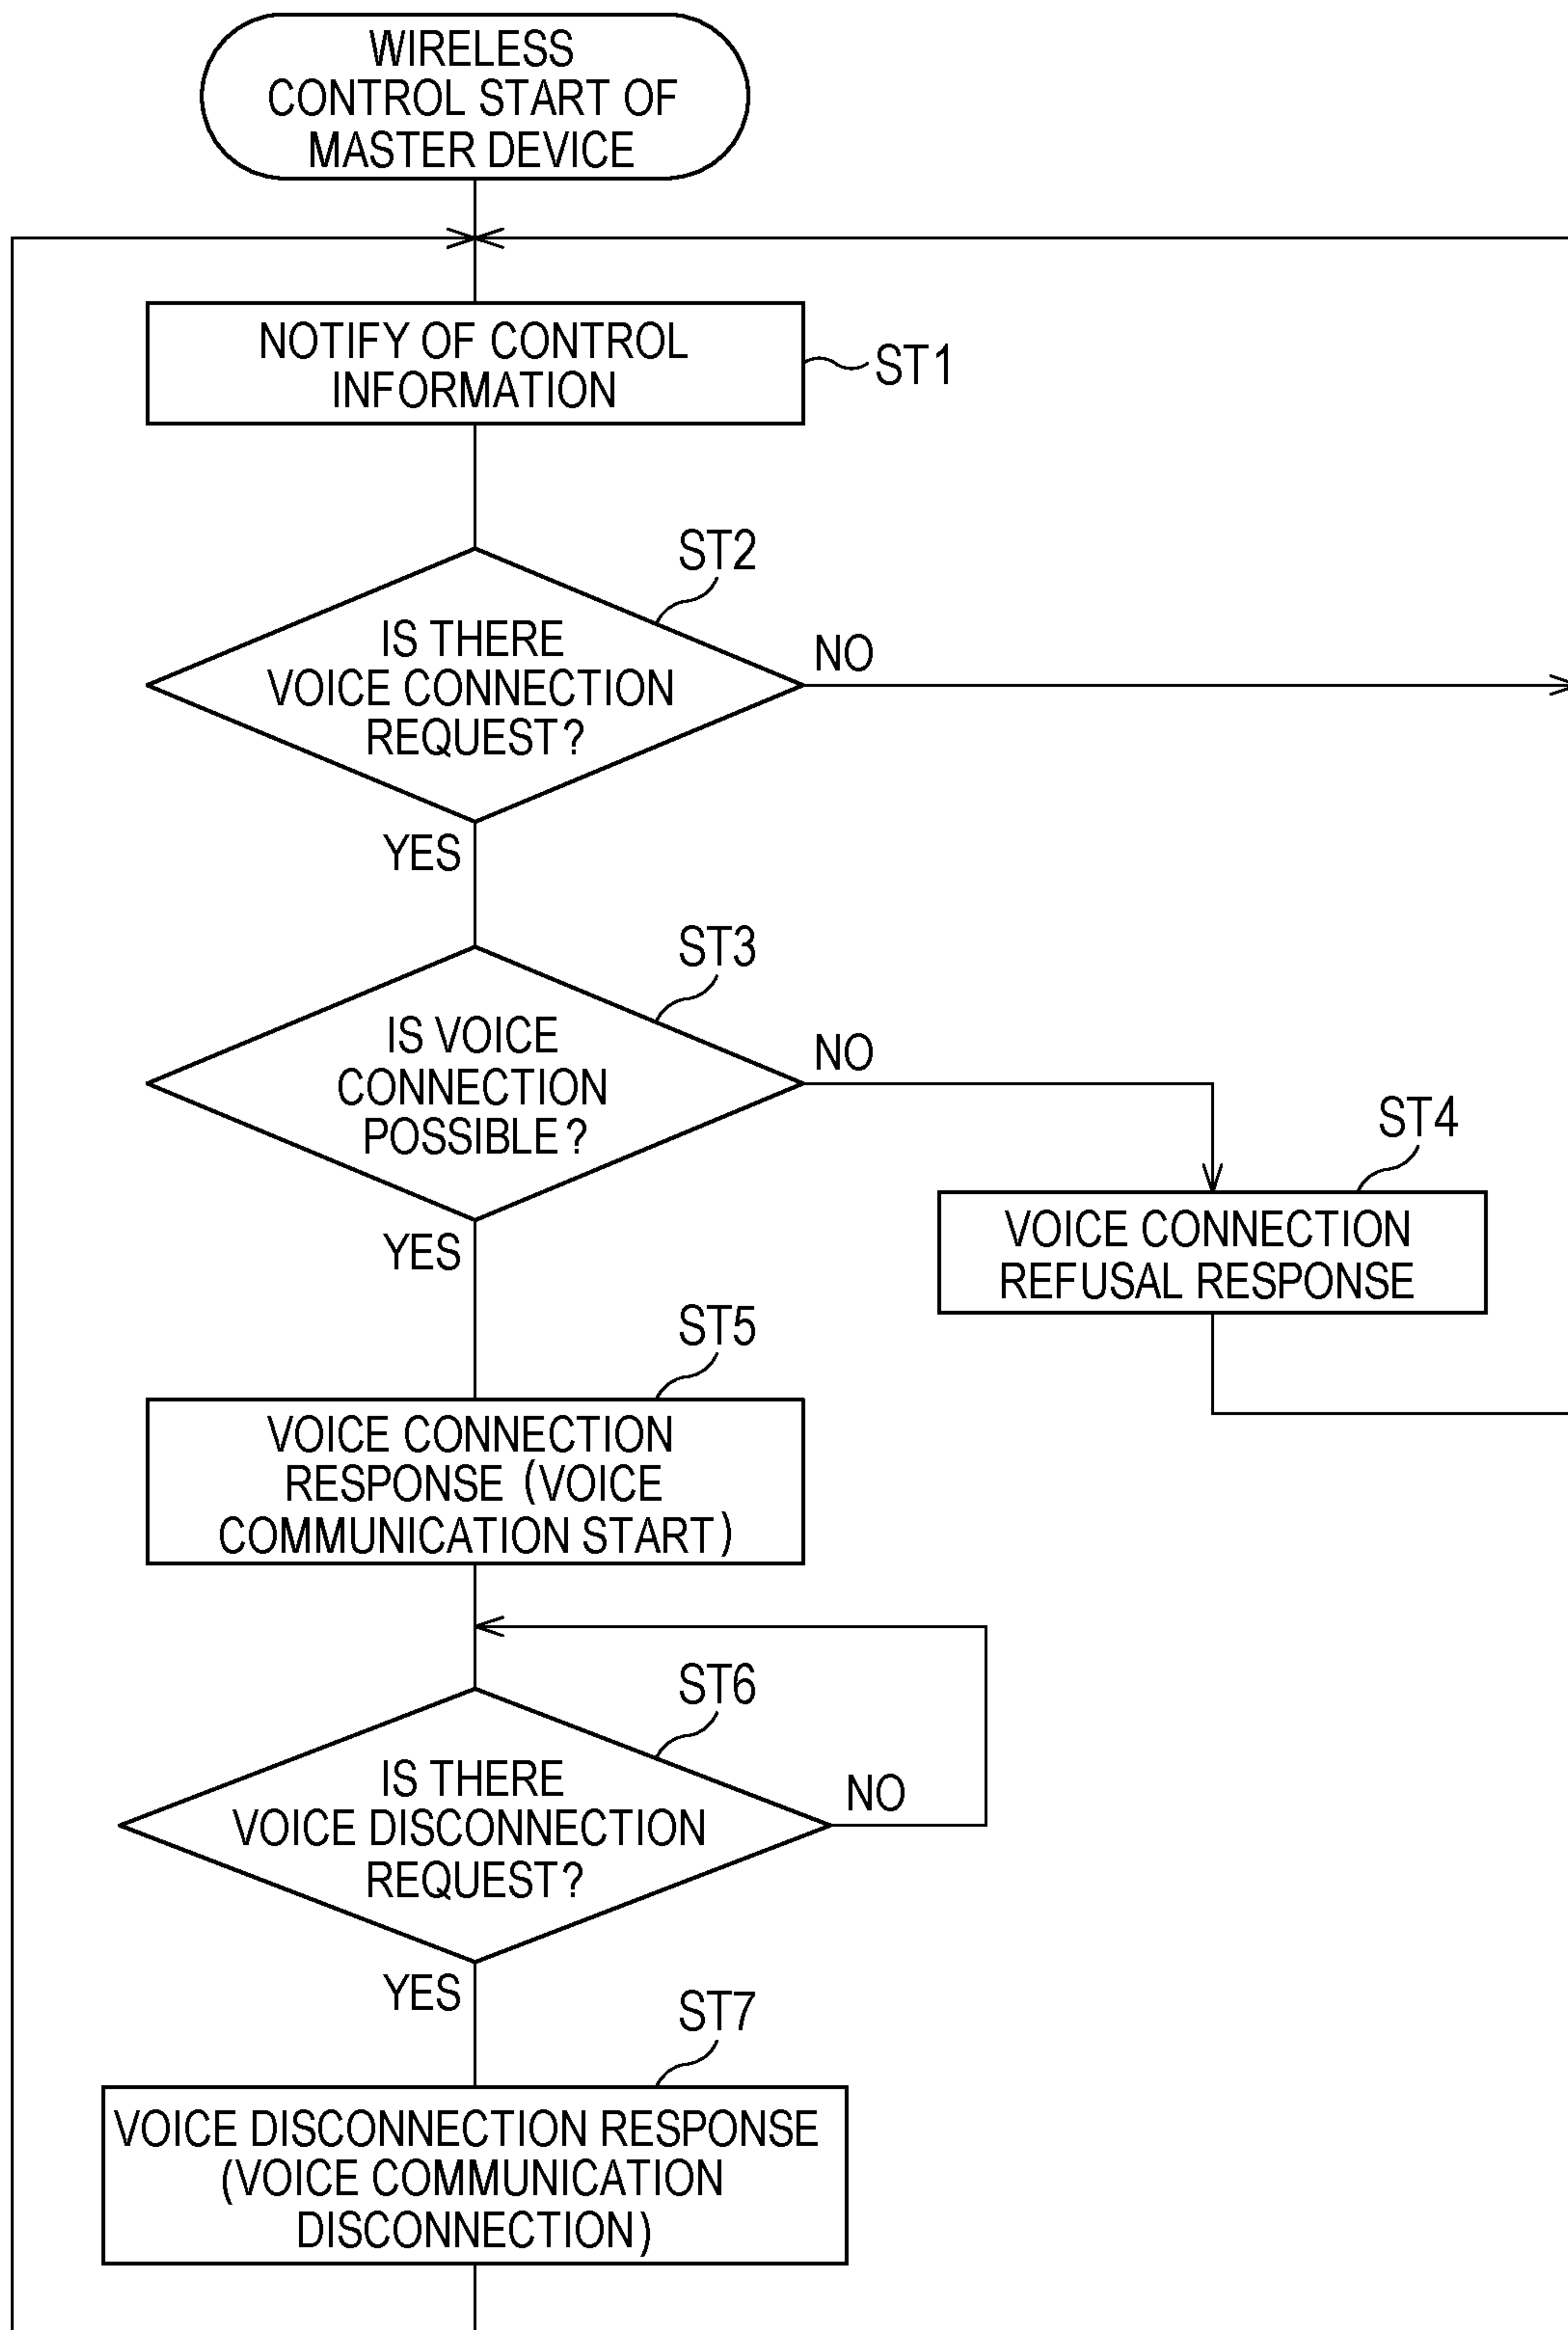 WIRELESS
CONTROL START OF
MASTER DEVICE
NOTIFY OF CONTROL
INFORMATION
ST1
ST2
IS THERE
VOICE CONNECTION
REQUEST?
NO
YES
ST3
IS VOICE
CONNECTION
POSSIBLE?
NO
YES
ST4
VOICE CONNECTION
REFUSAL RESPONSE
ST5
VOICE CONNECTION
RESPONSE (VOICE
COMMUNICATION START)
ST6
IS THERE
VOICE DISCONNECTION
REQUEST?
NO
YES
ST7
VOICE DISCONNECTION RESPONSE
(VOICE COMMUNICATION
DISCONNECTION)